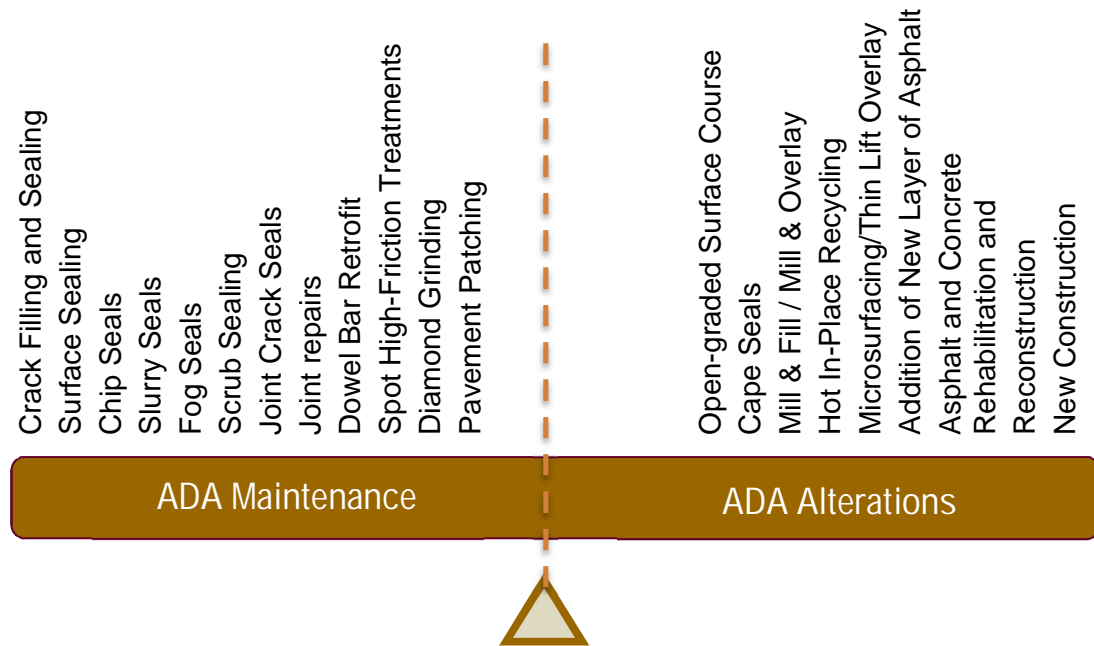 Crack Filling and Sealing
Surface Sealing
Chip Seals
Slurry Seals
Fog Seals
Scrub Sealing
Joint Crack Seals
Joint repairs
Dowel Bar Retrofit
Spot High-Friction Treatments
Diamond Grinding
Pavement Patching
Open-graded Surface Course
Cape Seals
Mill & Fill / Mill & Overlay
Hot In-Place Recycling
Microsurfacing/Thin Lift Overlay
Addition of New Layer of Asphalt
Asphalt and Concrete
Rehabilitation and
Reconstruction
New Construction
ADA Maintenance
ADA Alterations